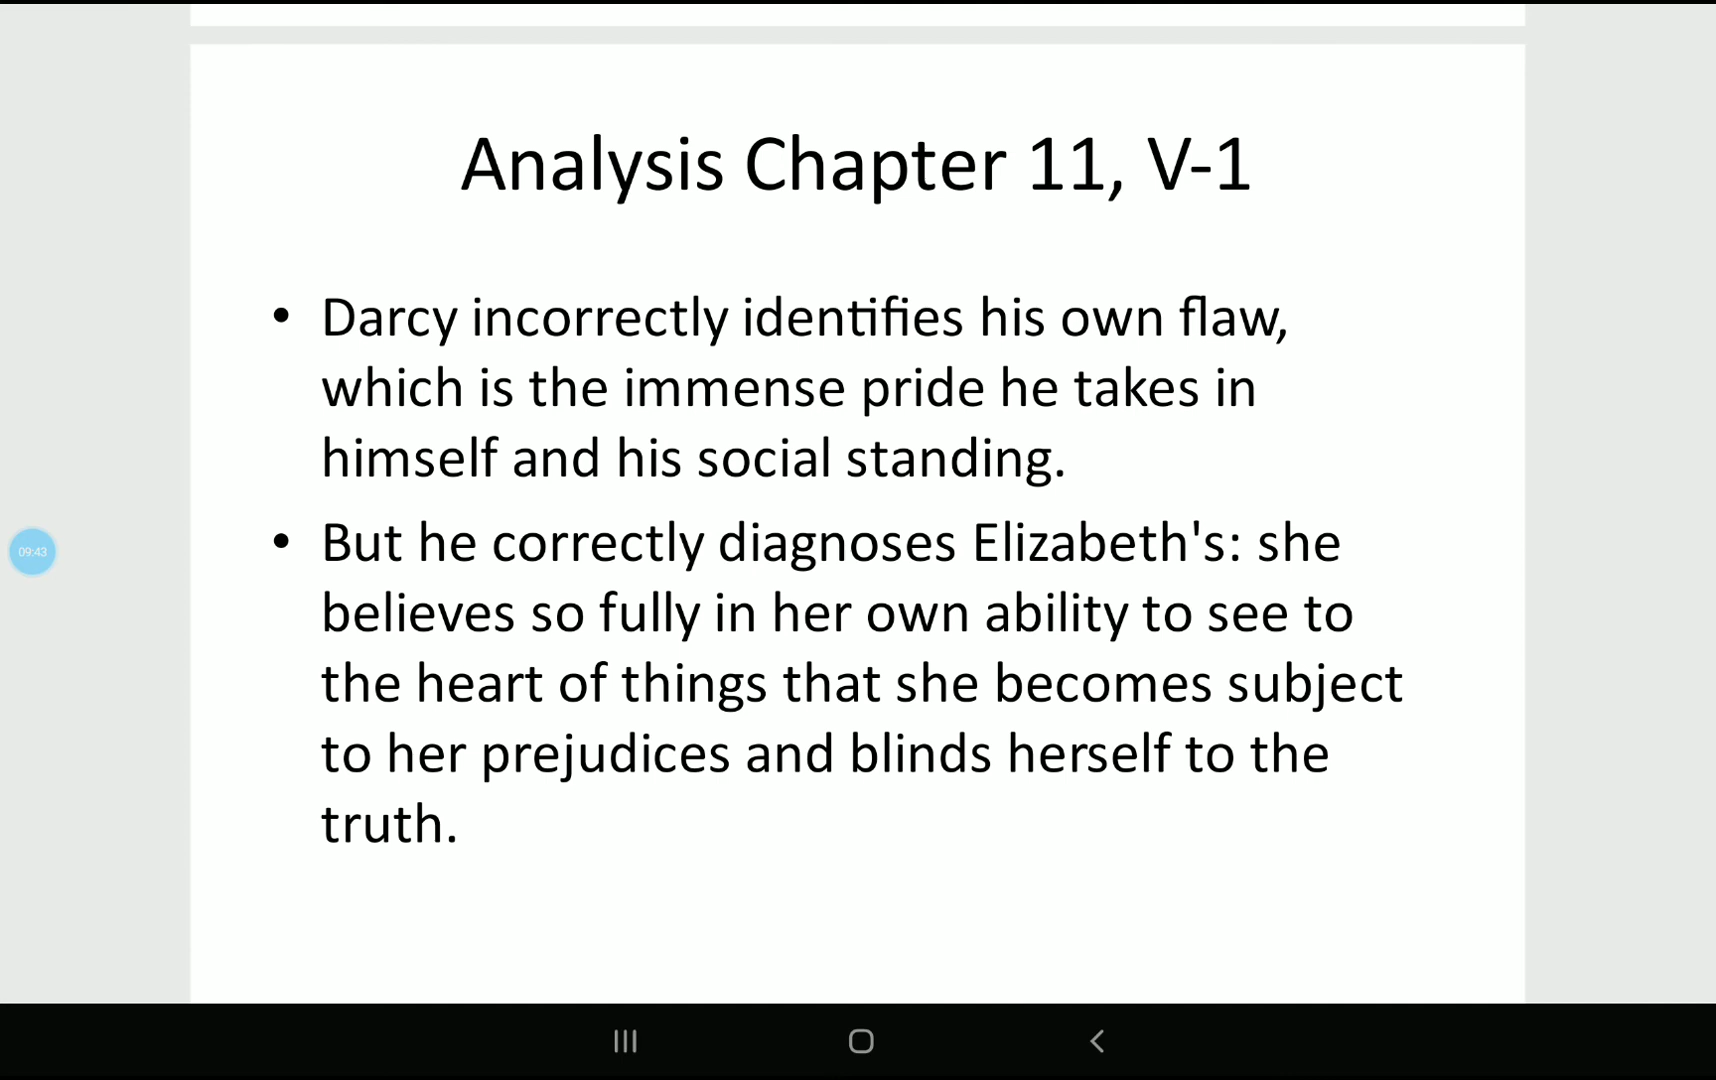 Analysis Chapter 11, V-1
• Darcy incorrectly identifies his own flaw,
which is the immense pride he takes in
himself and his social standing.
• But he correctly diagnoses Elizabeth's: she
believes so fully in her own ability to see to
the heart of things that she becomes subject
to her prejudices and blinds herself to the
truth.
09:43